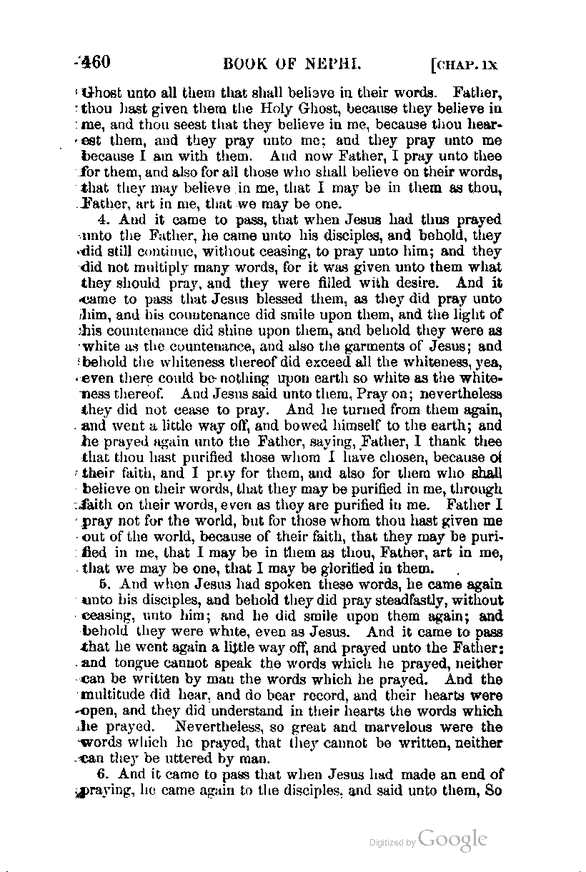 460 BOOK OF NEPHI. [CHAP. IX
Ghost unto all them that shall believe in their words. Father,
thou hast given them the Holy Ghost, because they believe in
me, and thou seest that they believe in me, because thou hear-
est them, and they pray unto me; and they pray unto me
because I am with them. And now Father, I pray unto thee
for them, and also for all those who shall believe on their words,
that they may believe in me, that I may be in them as thou,
Father, art in me, that we may be one.
4. And it came to pass, that when Jesus had thus prayed
unto the Father, he came unto his disciples, and behold, they
did still continue, without ceasing, to pray unto him; and they
did not multiply many words, for it was given unto them what
they should pray, and they were filled with desire. And it
came to pass that Jesus blessed them, as they did pray unto
him, and his countenance did smile upon them, and the light of
his countenance did shine upon them, and behold they were as
white as the countenance, and also the garments of Jesus; and
behold the whiteness thereof did exceed all the whiteness, yea,
even there could be nothing upon earth so white as the white-
ness thereof. And Jesus said unto them, Pray on; nevertheless
they did not cease to pray. And he turned from them again,
and went a little way off, and bowed himself to the earth; and
he prayed again unto the Father, saying, Father, I thank thee
that thou hast purified those whom I have chosen, because of
their faith, and I pray for them, and also for them who shall
believe on their words, that they may be purified in me, through
faith on their words, even as they are purified in me. Father I
pray not for the world, but for those whom thou hast given me
out of the world, because of their faith, that they may be puri-
fied in me, that I may be in them as thou, Father, art in me,
that we may be one, that I may be glorified in them.
5. And when Jesus had spoken these words, he came again
unto his disciples, and behold they did pray steadfastly, without
ceasing, unto him; and he did smile upon them again; and
behold they were white, even as Jesus. And it came to pass
that he went again a little way off, and prayed unto the Father:
and tongue cannot speak the words which he prayed, neither
can be written by man the words which he prayed. And the
multitude did hear, and do bear record, and their hearts were
open, and they did understand in their hearts the words which
he prayed. Nevertheless, so great and marvelous were the
words which he prayed, that they cannot be written, neither
can they be uttered by man.
6. And it came to pass that when Jesus had made an end of
praying, he came again to the disciples, and said unto them, So
Digitized by Google